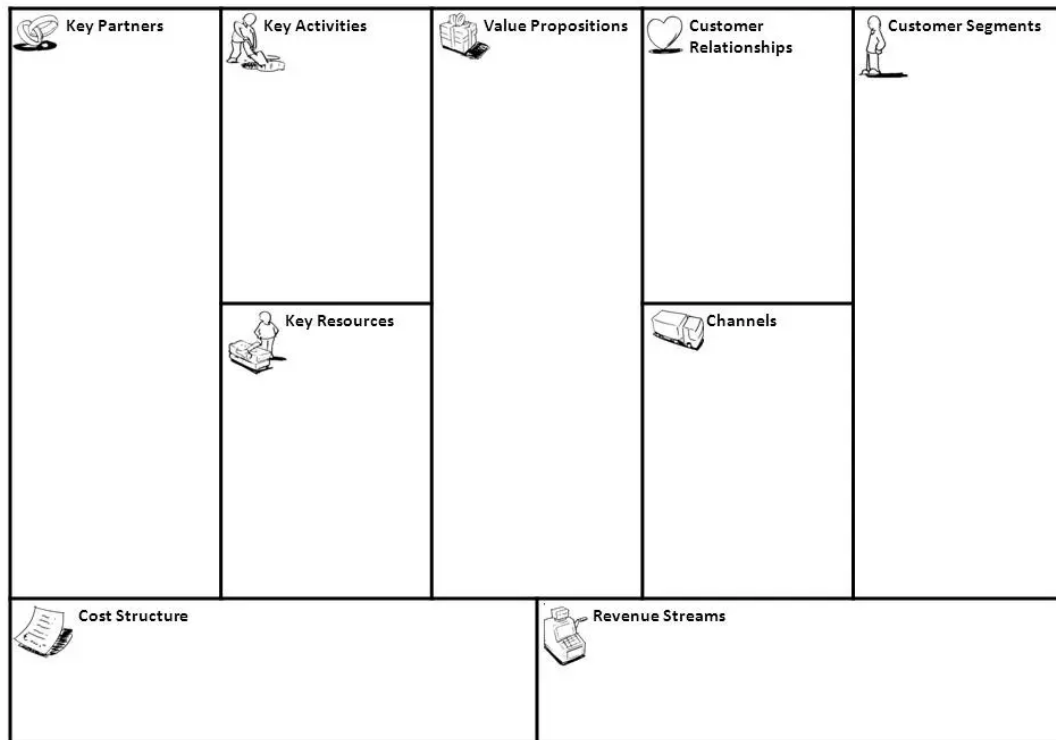 Key Partners
Key Activities
Value Propositions
Customer
Relationships
Customer Segments
Key Resources
Channels
Cost Structure
Revenue Streams